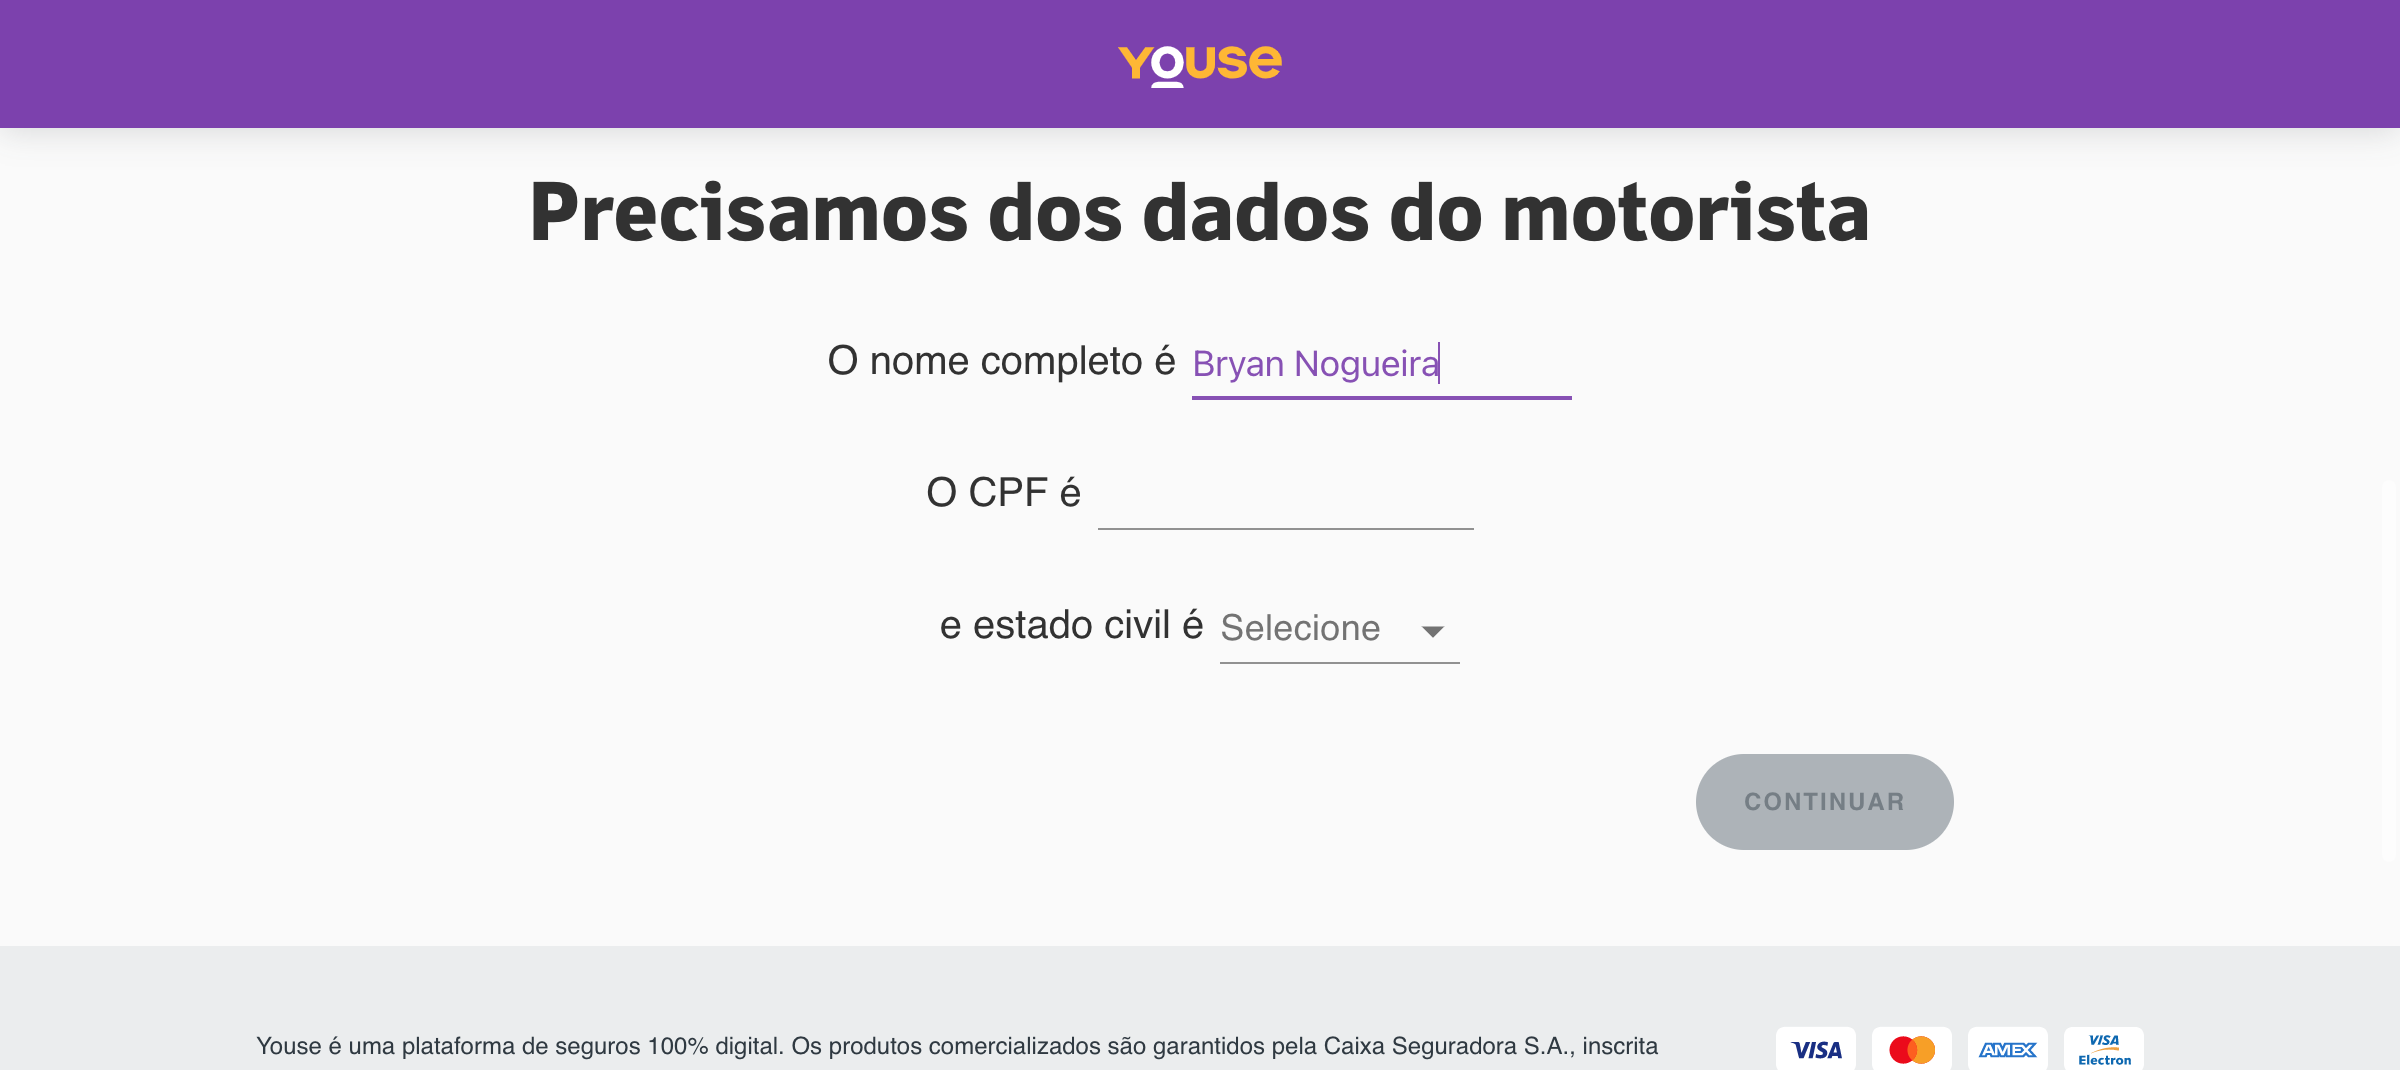 Youse
Precisamos dos dados do motorista
O nome completo é Bryan Nogueira
O CPF é
e estado civil é Selecione
CONTINUAR
Youse é uma plataforma de seguros 100% digital. Os produtos comercializados são garantidos pela Caixa Seguradora S.A., inscrita
VISA AMEX VISA Electron